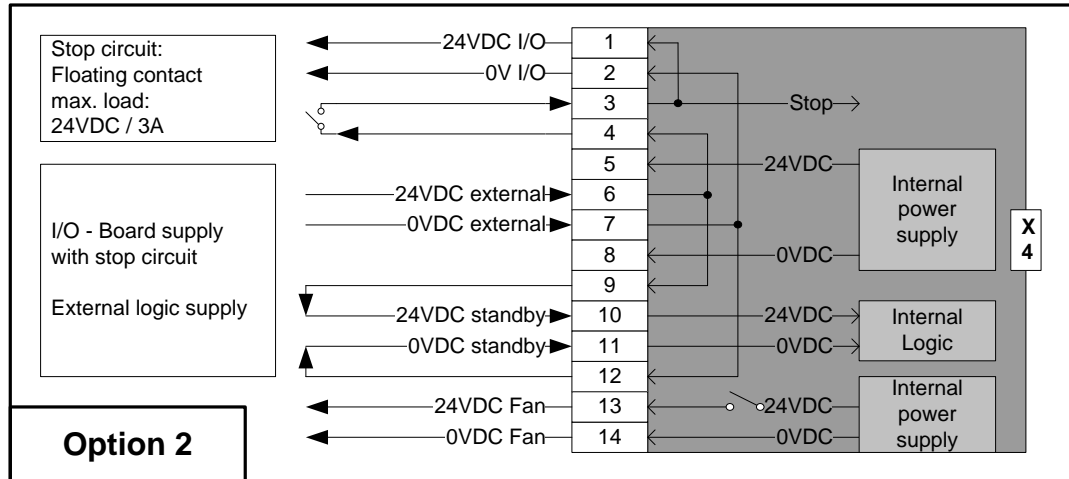 Stop circuit:
Floating contact
max. load:
24VDC / 3A
I/O - Board supply
with stop circuit
External logic supply
Option 2
24VDC I/O
0V I/O
24VDC external
0VDC external
24VDC standby
0VDC standby
24VDC Fan
0VDC Fan
1
2
3
4
5
6
7
8
9
10
11
12
13
14
Stop
24VDC
0VDC
24VDC
0VDC
24VDC
0VDC
Internal
power
supply
Internal
Logic
Internal
power
supply
X
4